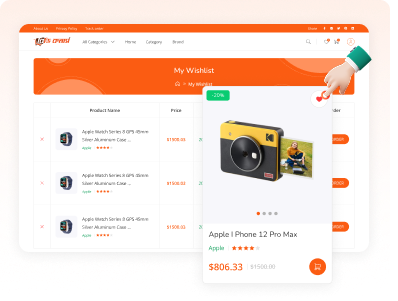 About Us Privacy Policy Track order
All Categories Home Category Brand
My Wishlist
My Wishlist
Product Name Price
Apple Watch Series 8 GPS 45mm
Silver Aluminum Case ...
Apple
$1500.03
Apple Watch Series 8 GPS 45mm
Silver Aluminum Case ...
Apple
$1500.03
Apple Watch Series 8 GPS 45mm
Silver Aluminum Case ...
Apple
$1500.03
-20%
Apple I Phone 12 Pro Max
Apple
$806.33 $1500.00